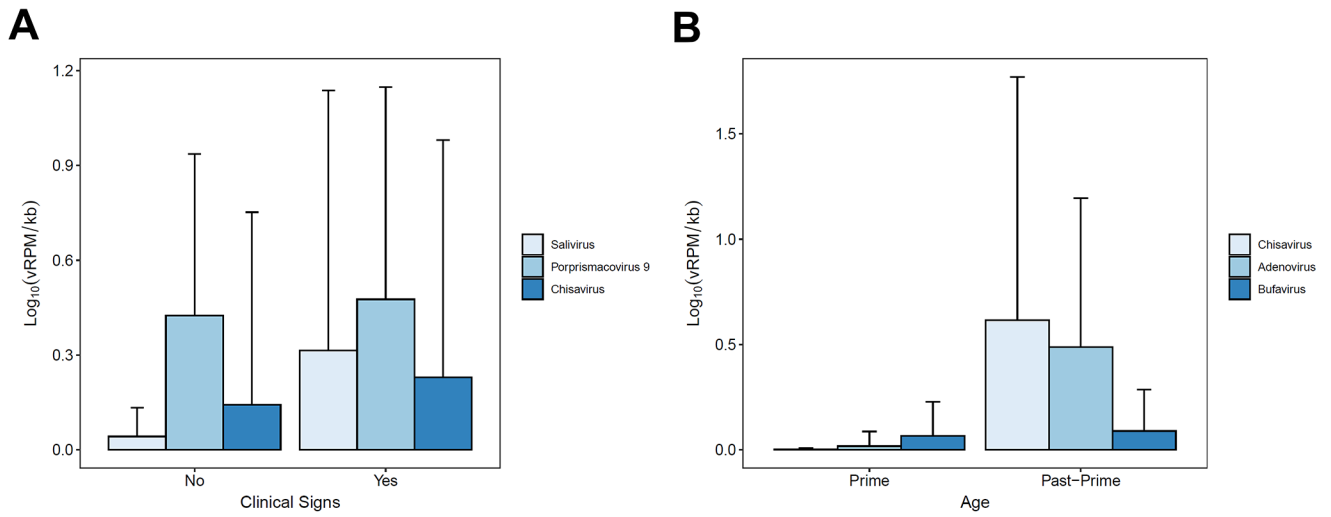 A
Log10(vRPM/kb)
1.2
0.9
0.6
0.3
0.0
No
Yes
Clinical Signs
Salivirus
Porprismacovirus 9
Chisavirus
B
Log10(vRPM/kb)
1.5
1.0
0.5
0.0
Prime
Past−Prime
Age
Chisavirus
Adenovirus
Bufavirus